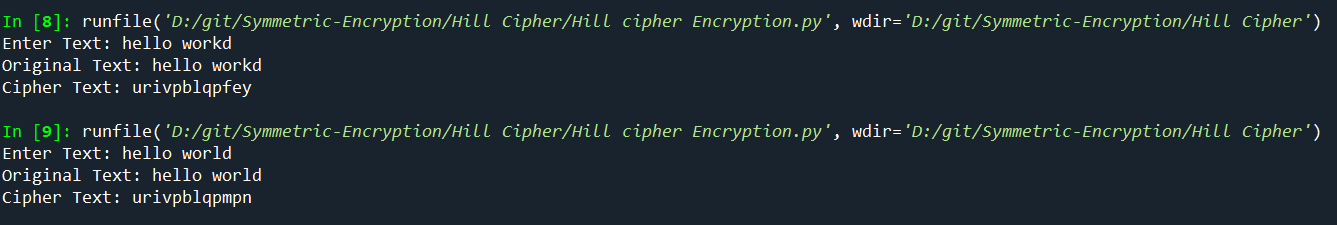 In [8]: runfile('D:/git/Symmetric-Encryption/Hill Cipher/Hill cipher Encryption.py', wdir='D:/git/Symmetric-Encryption/Hill Cipher')
Enter Text: hello workd
Original Text: hello workd
Cipher Text: urivpblqpfey
In [9]: runfile('D:/git/Symmetric-Encryption/Hill Cipher/Hill cipher Encryption.py', wdir='D:/git/Symmetric-Encryption/Hill Cipher')
Enter Text: hello world
Original Text: hello world
Cipher Text: urivpblqpmpn